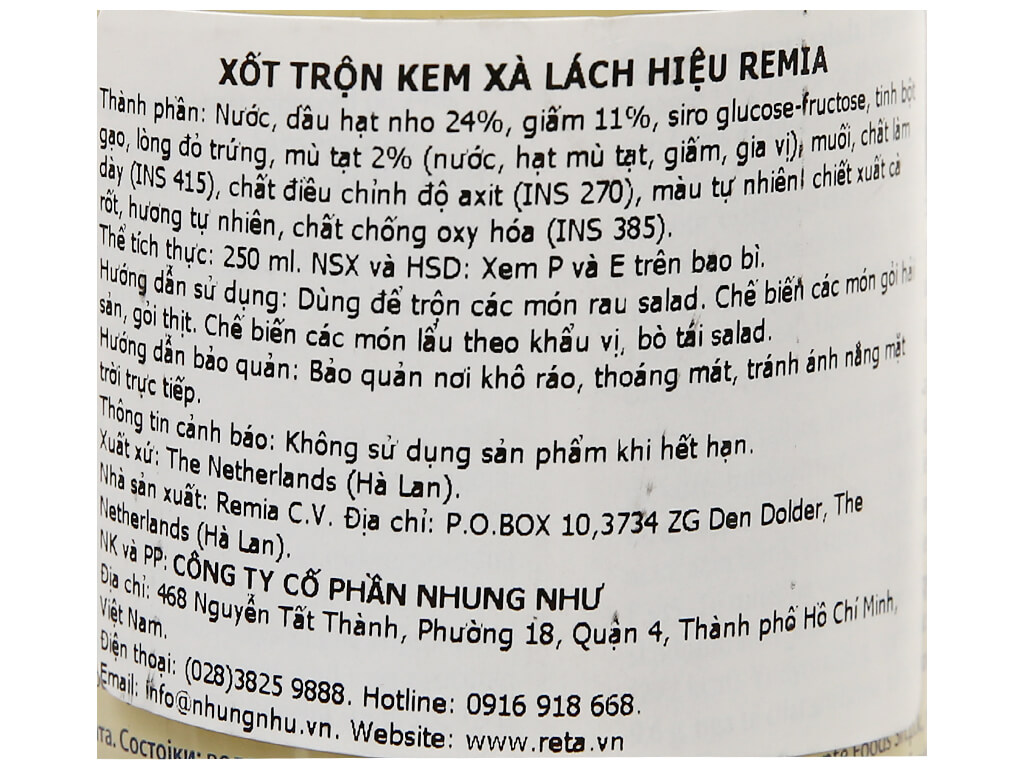 XỐT TRỘN KEM XÀ LÁCH HIỆU REMIA
Thành phần: Nước, dầu hạt nho 24%, giấm 11%, siro glucose-fructose, tinh bột
gạo, lòng đỏ trứng, mù tạt 2% (nước, hạt mù tạt, giấm, gia vị), muối, chất làm
dày (INS 415), chất điều chỉnh độ axit (INS 270), màu tự nhiên chiết xuất cà
rốt, hương tự nhiên, chất chống oxy hóa (INS 385).
Thể tích thực: 250 ml. NSX và HSD: Xem P và E trên bao bì.
Hướng dẫn sử dụng: Dùng để trộn các món rau salad. Chế biến các món gỏi hải
sản, gỏi thịt. Chế biến các món lẩu theo khẩu vị, bò tái salad.
Hướng dẫn bảo quản: Bảo quản nơi khô ráo, thoáng mát, tránh ánh nắng mặt
trời trực tiếp.
Thông tin cảnh báo: Không sử dụng sản phẩm khi hết hạn.
Xuất xứ: The Netherlands (Hà Lan).
Nhà sản xuất: Remia C.V. Địa chỉ: P.O.BOX 10,3734 ZG Den Dolder, The
Netherlands (Hà Lan).
NK và PP: CÔNG TY CỔ PHẦN NHUNG NHƯ
Địa chỉ: 468 Nguyễn Tất Thành, Phường 18, Quận 4, Thành phố Hồ Chí Minh,
Việt Nam.
Điện thoại: (028)3825 9888. Hotline: 0916 918 668.
Email: info@nhungnhu.vn. Website: www.reta.vn